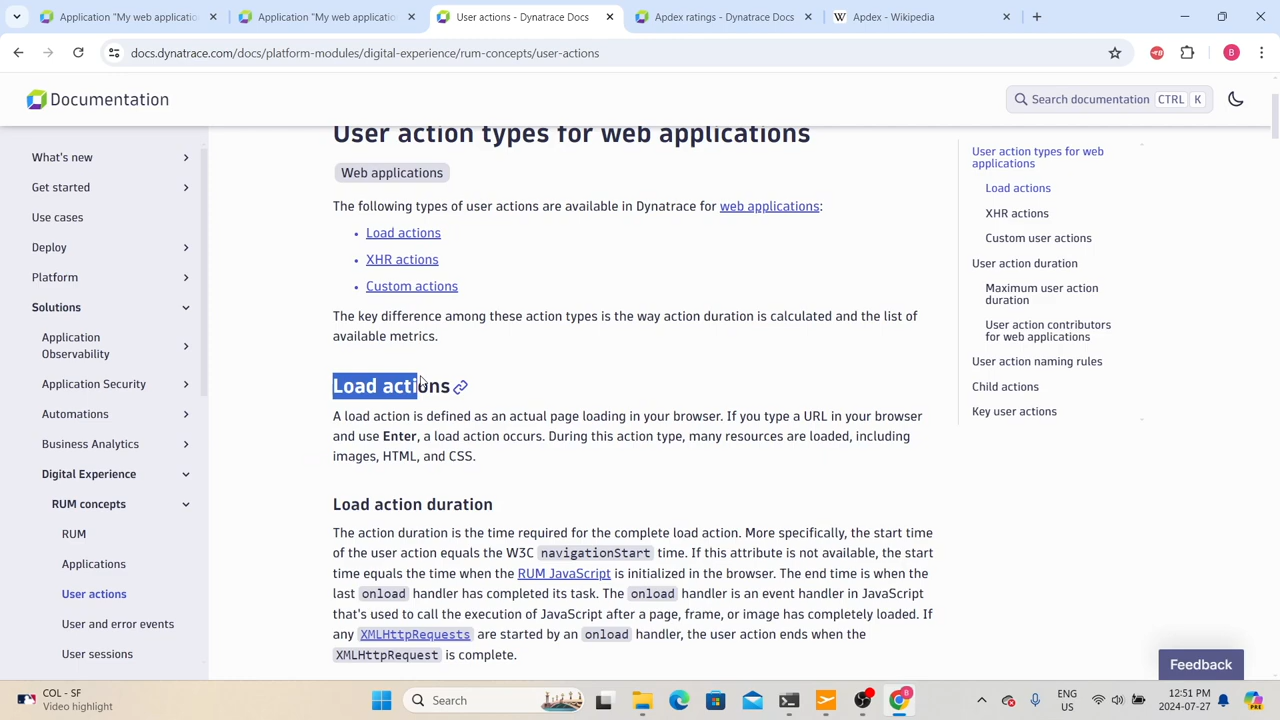 Application "My web applicatio
Application "My web applicatio
User actions - Dynatrace Docs
Apdex ratings - Dynatrace Docs
Apdex - Wikipedia
docs.dynatrace.com/docs/platform-modules/digital-experience/rum-concepts/user-actions
B
Documentation
Search documentation CTRL K
What's new
Get started
Use cases
Deploy
Platform
Solutions
Application
Observability
Application Security
Automations
Business Analytics
Digital Experience
RUM concepts
RUM
Applications
User actions
User and error events
User sessions
User action types for web applications
Web applications
The following types of user actions are available in Dynatrace for web applications:
• Load actions
• XHR actions
• Custom actions
The key difference among these action types is the way action duration is calculated and the list of
available metrics.
Load actions
A load action is defined as an actual page loading in your browser. If you type a URL in your browser
and use Enter, a load action occurs. During this action type, many resources are loaded, including
images, HTML, and CSS.
Load action duration
The action duration is the time required for the complete load action. More specifically, the start time
of the user action equals the W3C navigationStart time. If this attribute is not available, the start
time equals the time when the RUM JavaScript is initialized in the browser. The end time is when the
last onload handler has completed its task. The onload handler is an event handler in JavaScript
that's used to call the execution of JavaScript after a page, frame, or image has completely loaded. If
any XMLHttpRequests are started by an onload handler, the user action ends when the
XMLHttpRequest is complete.
User action types for web
applications
Load actions
XHR actions
Custom user actions
User action duration
Maximum user action
duration
User action contributors
for web applications
User action naming rules
Child actions
Key user actions
Feedback
COL - SF
Video highlight
Search
ENG
US
12:51 PM
2024-07-27